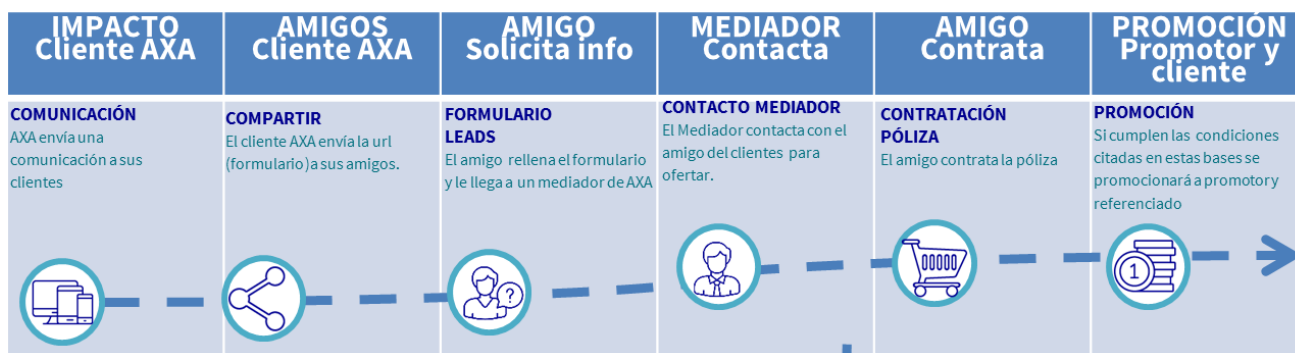 IMPACTO
Cliente AXA
AMIGOS
Cliente AXA
AMIGO
Solicita info
MEDIADOR
Contacta
AMIGO
Contrata
PROMOCIÓN
Promotor y
cliente
COMUNICACIÓN
AXA envía una
comunicación a sus
clientes
COMPARTIR
El cliente AXA envía la url
(formulario) a sus amigos.
FORMULARIO
LEADS
El amigo rellena el formulario
y le llega a un mediador de AXA
CONTACTO MEDIADOR
El Mediador contacta con el
amigo del clientes para
ofertar.
CONTRATACIÓN
PÓLIZA
El amigo contrata la póliza
PROMOCIÓN
Si cumplen las condiciones
citadas en estas bases se
promocionará a promotor y
referenciado
?
1